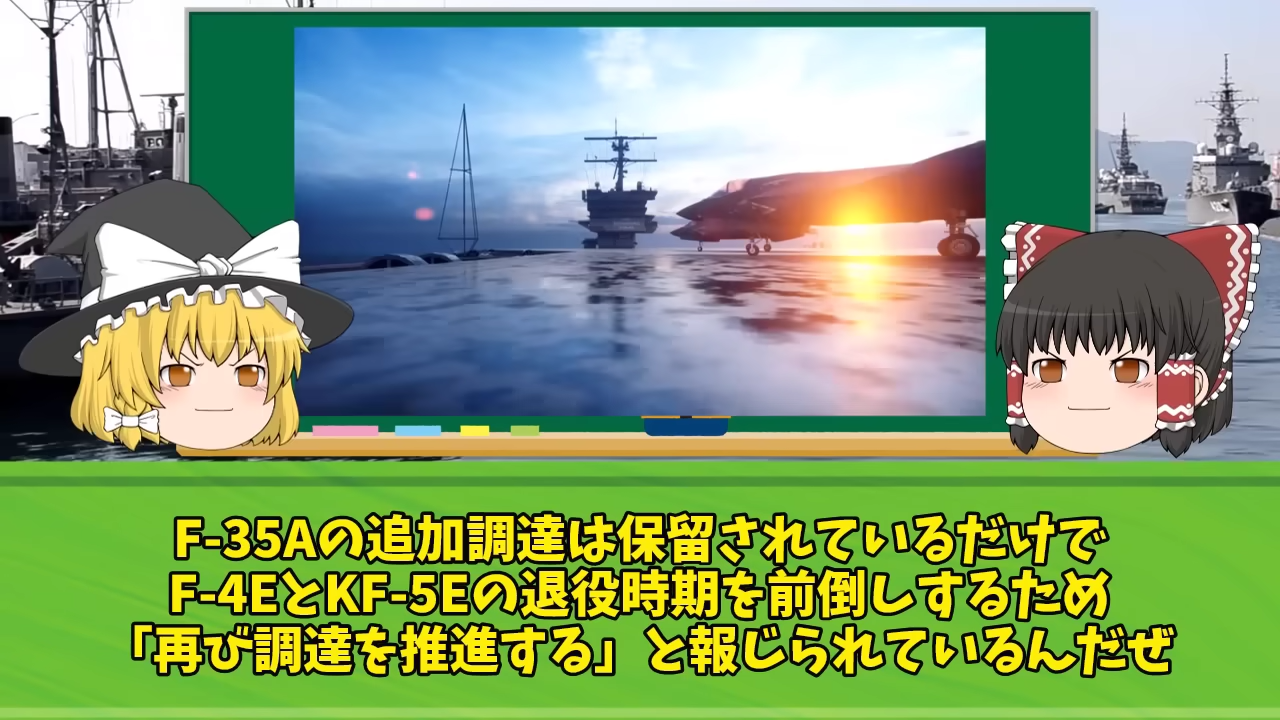 F-35Aの追加調達は保留されているだけで
F-4EとKF-5Eの退役時期を前倒しするため
「再び調達を推進する」と報じられているんだぜ